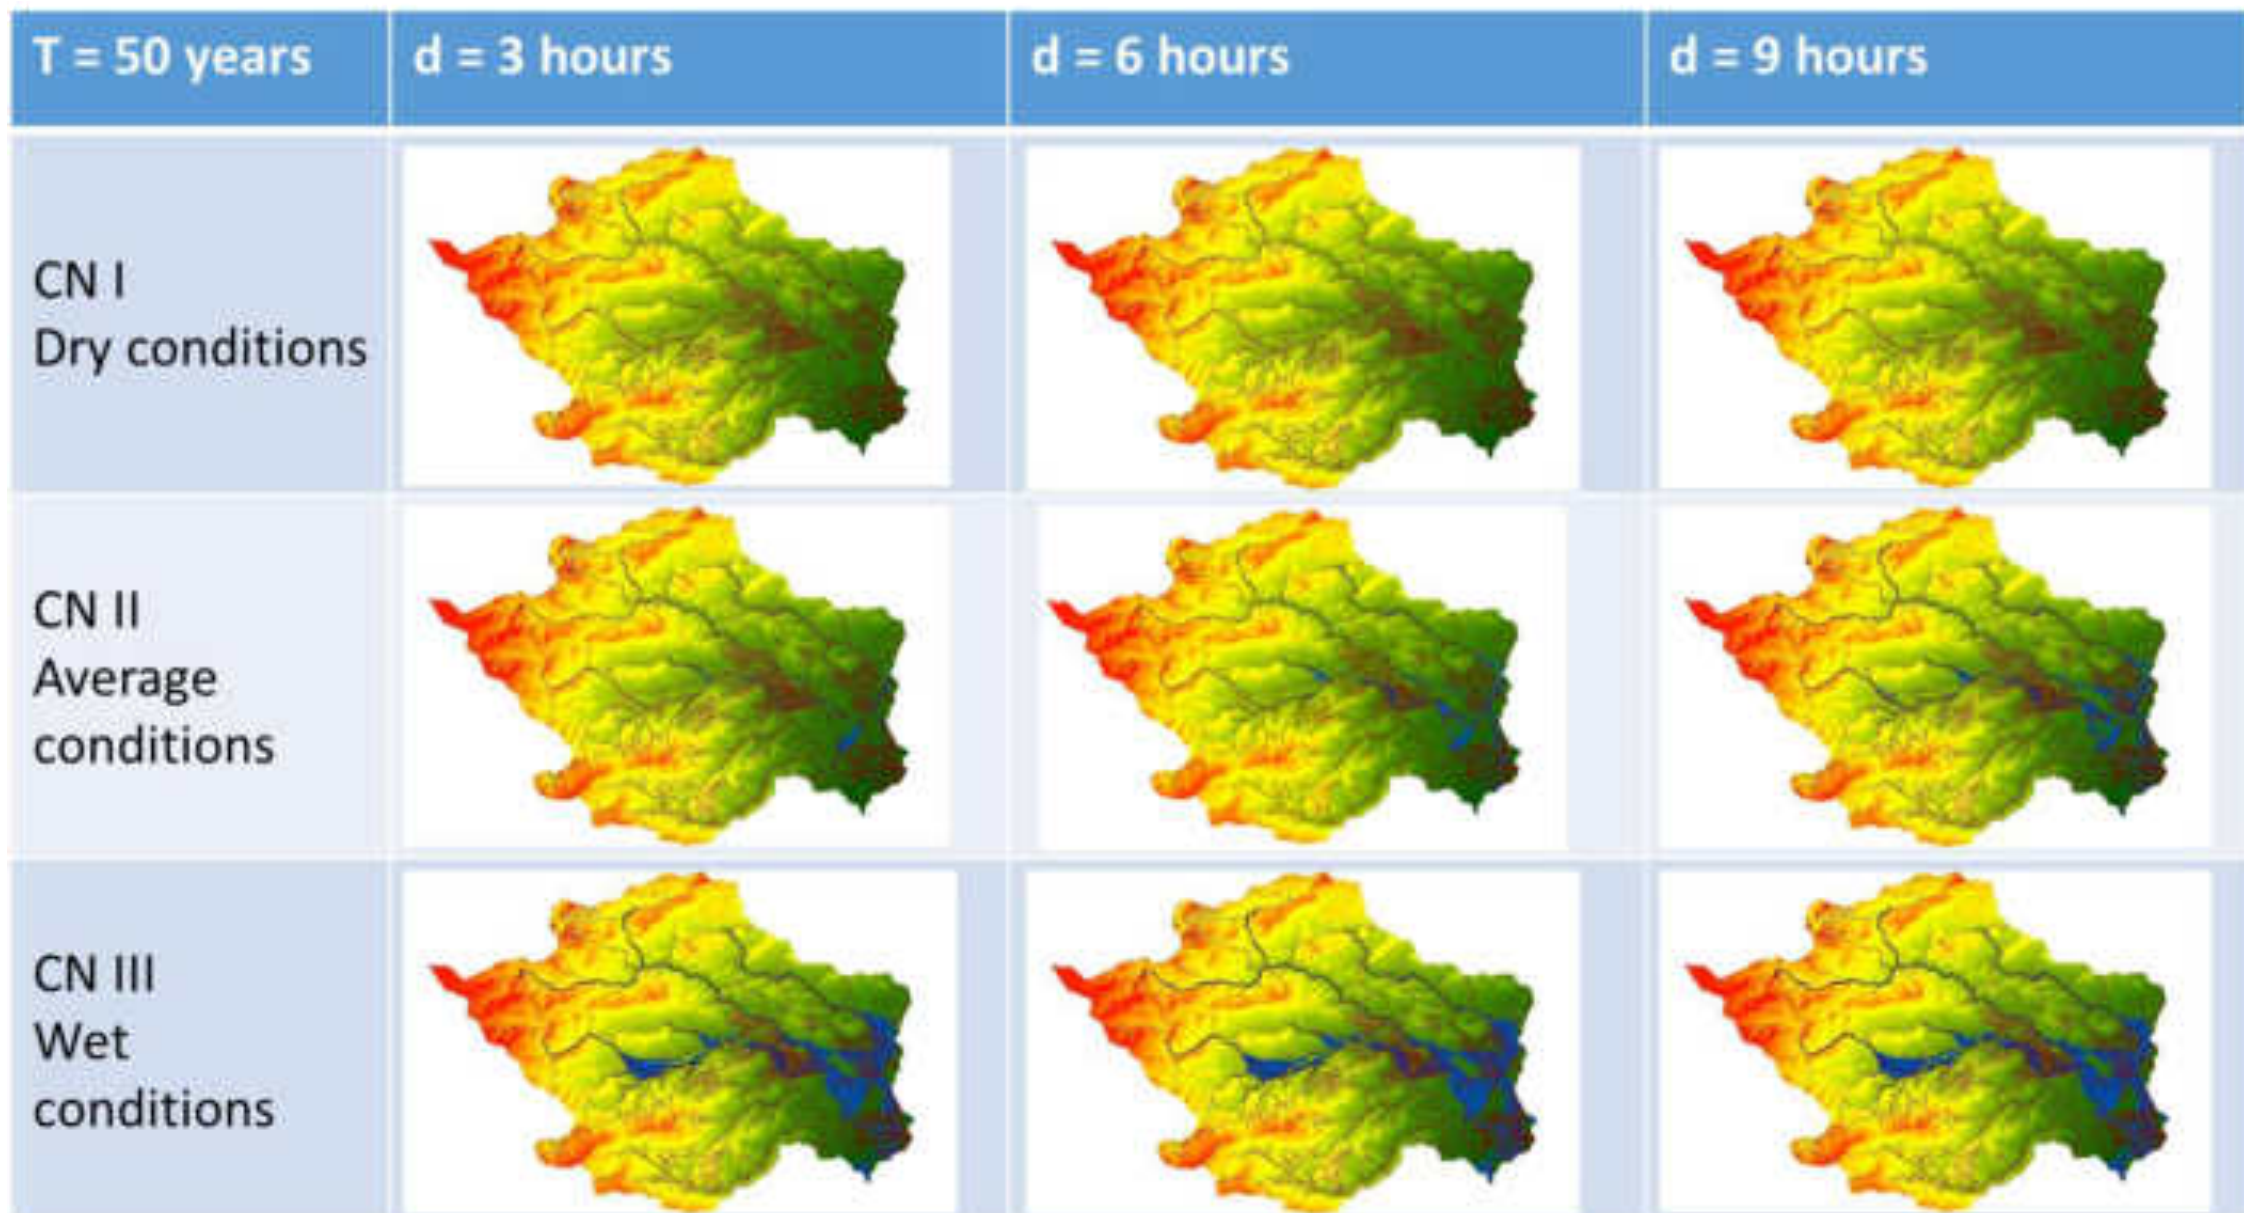 T = 50 years
d = 3 hours
d = 6 hours
d = 9 hours
CN I
Dry conditions
CN II
Average
conditions
CN III
Wet
conditions